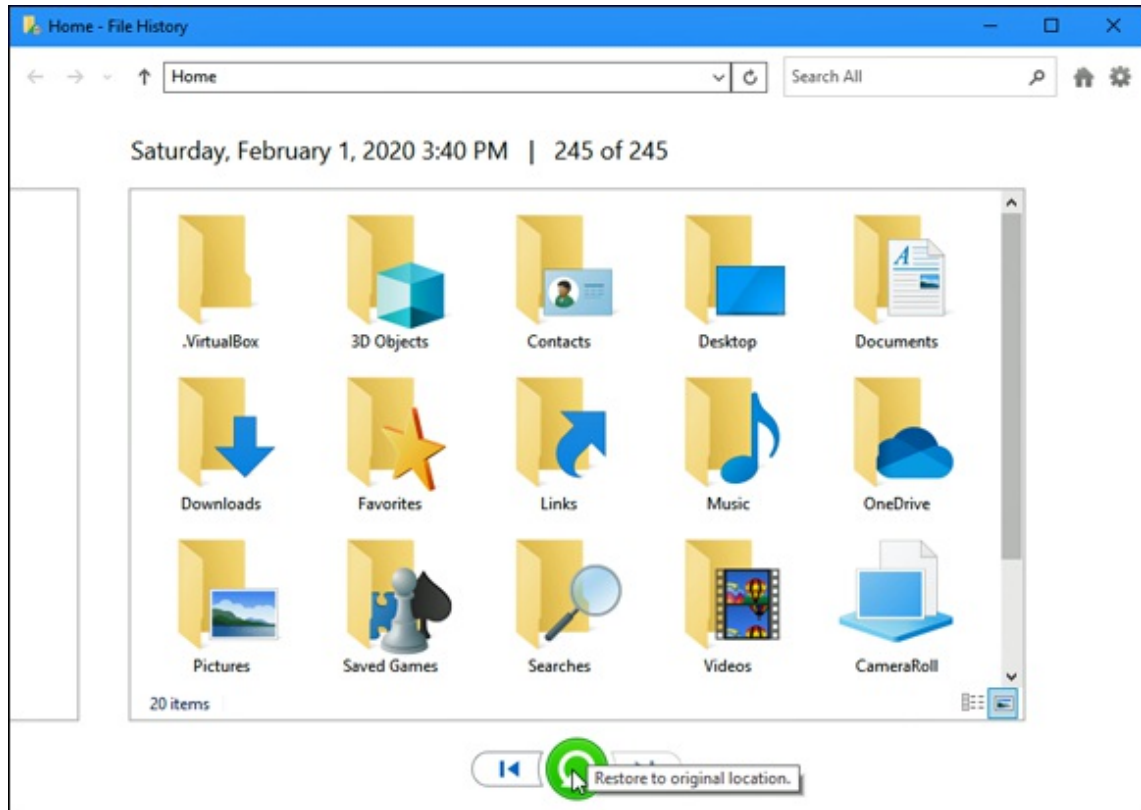 Home - File History
Home
Search All
Saturday, February 1, 2020 3:40 PM | 245 of 245
.VirtualBox 3D Objects Contacts Desktop Documents
A
Downloads Favorites Links Music OneDrive
Pictures Saved Games Searches Videos CameraRoll
20 items
Restore to original location.